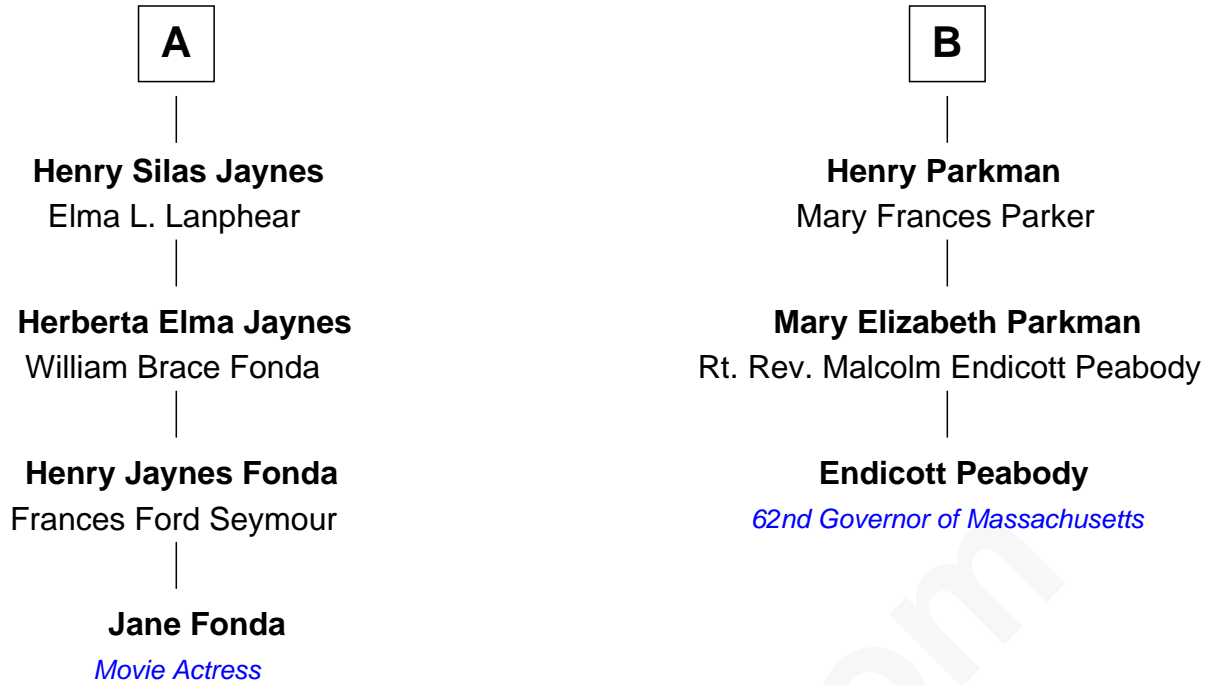 A
Henry Silas Jaynes
Elma L. Lanphear
Herberta Elma Jaynes
William Brace Fonda
Henry Jaynes Fonda
Frances Ford Seymour
Jane Fonda
Movie Actress
B
Henry Parkman
Mary Frances Parker
Mary Elizabeth Parkman
Rt. Rev. Malcolm Endicott Peabody
Endicott Peabody
62nd Governor of Massachusetts
om